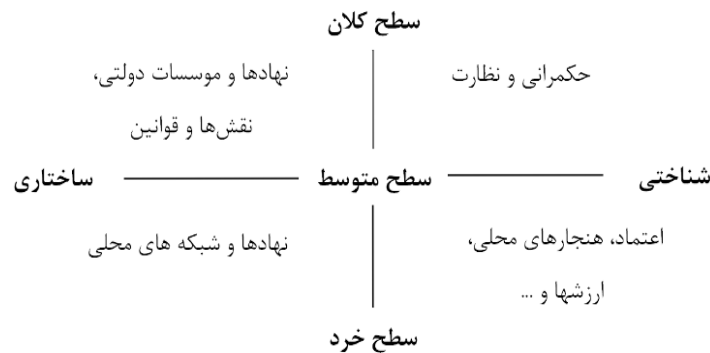 سطح کلان
حکمرانی و نظارت
نهادها و موسسات دولتی،
نقش‌ها و قوانین
شناختی
سطح متوسط
ساختاری
اعتماد، هنجارهای محلی،
ارزشها و ...
نهادها و شبکه های محلی
سطح خرد